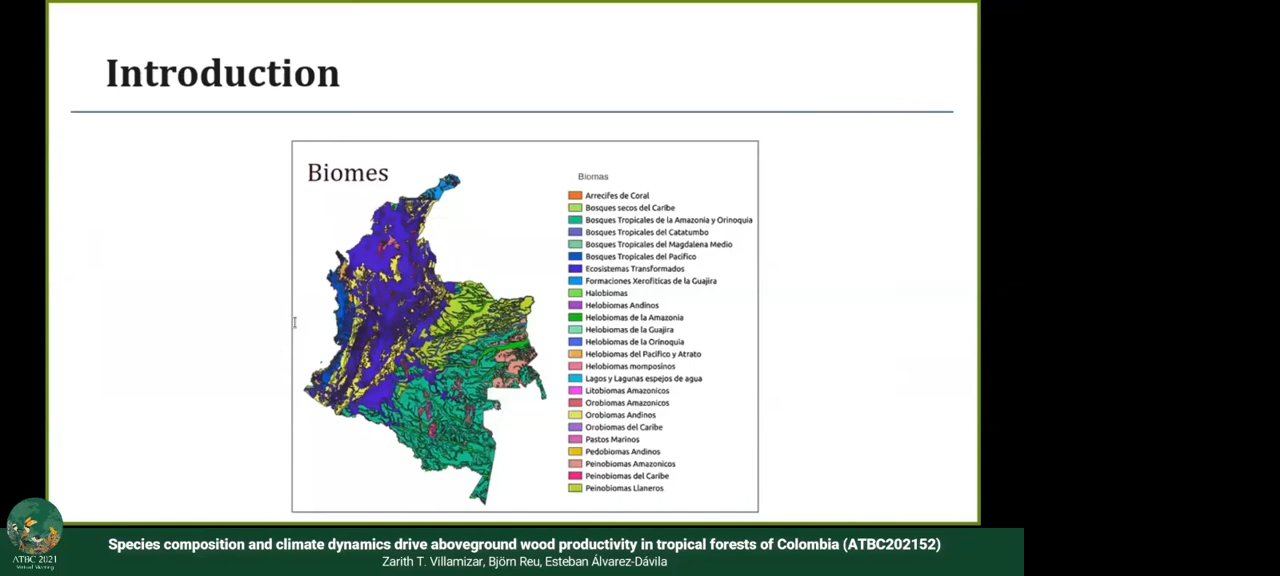 Introduction
Biomes
Biomas
Arrecifes de Coral
Bosques secos del Caribe
Bosques Tropicales de la Amazonia y Orinoquia
Bosques Tropicales del Catatumbo
Bosques Tropicales del Magdalena Medio
Bosques Tropicales del Pacifico
Ecosistemas Transformados
Formaciones Xerofiticas de la Guajira
Halobiomas
Helobiomas Andinos
Helobiomas de la Amazonia
Helobiomas de la Guajira
Helobiomas de la Orinoquia
Helobiomas del Pacifico y Atrato
Helobiomas momposinos
Lagos y Lagunas espejos de agua
Litobiomas Amazonicos
Orobiomas Amazonicos
Orobiomas Andinos
Orobiomas del Caribe
Pastos Marinos
Pedobiomas Andinos
Peinobiomas Amazonicos
Peinobiomas del Caribe
Peinobiomas Llaneros
ATBC 2021
Virtual Meeting
Species composition and climate dynamics drive aboveground wood productivity in tropical forests of Colombia (ATBC202152)
Zarith T. Villamizar, Björn Reu, Esteban Álvarez-Dávila